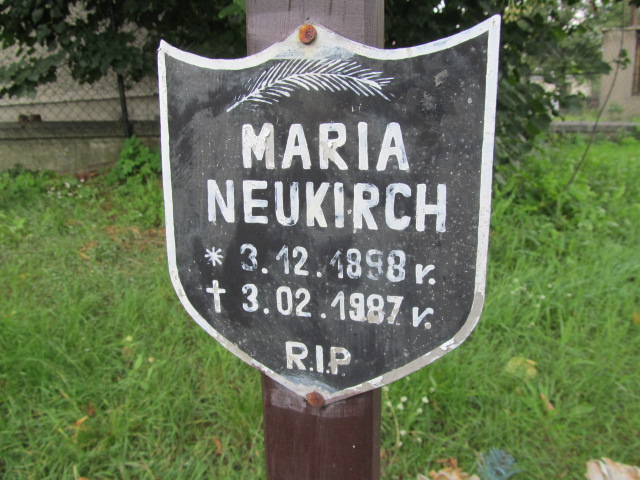 MARIA
NEUKIRCH
* 3.12.1898 r.
✝ 3.02.1987 r.
R.I.P